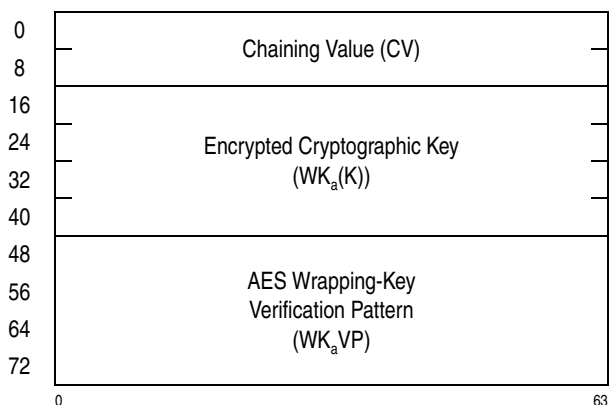 0
8
16
24
32
40
48
56
64
72
Chaining Value (CV)
Encrypted Cryptographic Key
(WKa(K))
AES Wrapping-Key
Verification Pattern
(WKaVP)
0 63